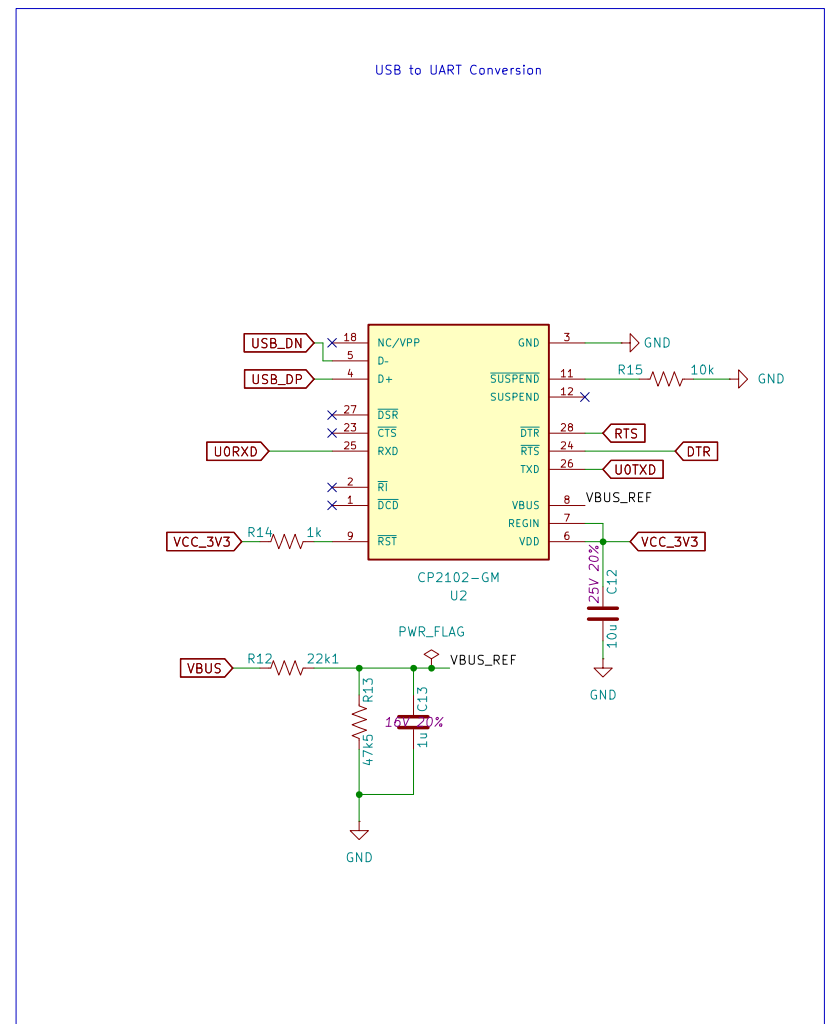 USB to UART Conversion
USB_DN
18
NC/VPP
GND
3
GND
5
D-
USB_DP
4
D+
SUSPEND
11
R15
10k
GND
SUSPEND
12
27
DSR
23
CTS
DTR
28
RTS
U0RXD
25
RXD
RTS
24
DTR
TXD
26
U0TXD
2
RI
1
DCD
VBUS
8
VBUS_REF
REGIN
7
VCC_3V3
R14
1k
9
RST
VDD
6
VCC_3V3
CP2102-GM
U2
25V 20%
C12
10u
GND
PWR_FLAG
VBUS
R12
22k1
VBUS_REF
R13
47k5
C13
16V 20%
1u
GND